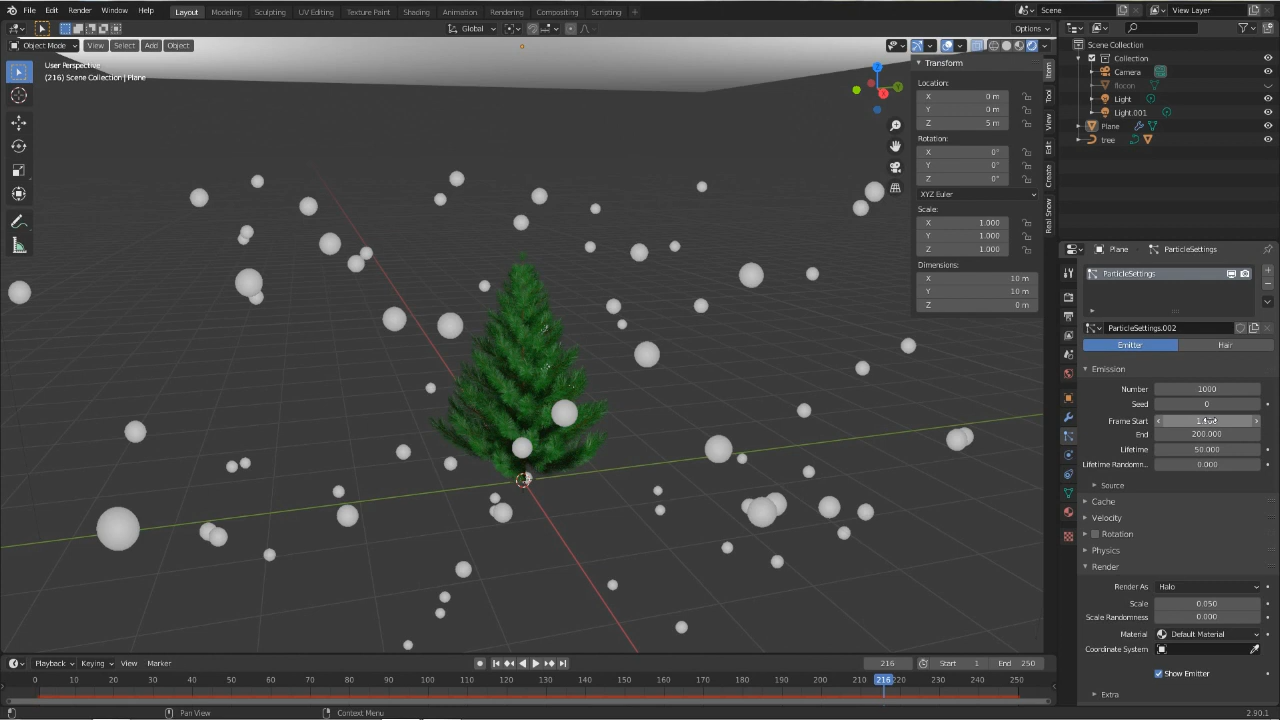 File Edit Render Window Help Layout Modeling Sculpting UV Editing Texture Paint Shading Animation Rendering Compositing Scripting + Scene View Layer
Global Options
Object Mode View Select Add Object
User Perspective
(216) Scene Collection | Plane
Transform
Location:
X 0 m
Y 0 m
Z 5 m
Rotation:
X 0°
Y 0°
Z 0°
XYZ Euler
Scale:
X 1.000
Y 1.000
Z 1.000
Dimensions:
X 10 m
Y 10 m
Z 0 m
Item
Tool
View
Edit
Create
Real Snow
Z
Y
X
Scene Collection
Collection
Camera
flocon
Light
Light.001
Plane
tree
Plane ParticleSettings
ParticleSettings
ParticleSettings.002
Emitter Hair
Emission
Number 1000
Seed 0
Frame Start
End 200.000
Lifetime 50.000
Lifetime Randomn... 0.000
Source
Cache
Velocity
Rotation
Physics
Render
Render As Halo
Scale 0.050
Scale Randomness 0.000
Material Default Material
Coordinate System
Show Emitter
Extra
Playback Keying View Marker 216 Start 1 End 250
0 10 20 30 40 50 60 70 80 90 100 110 120 130 140 150 160 170 180 190 200 210 216 220 230 240 250
Pan View Context Menu 2.90.1